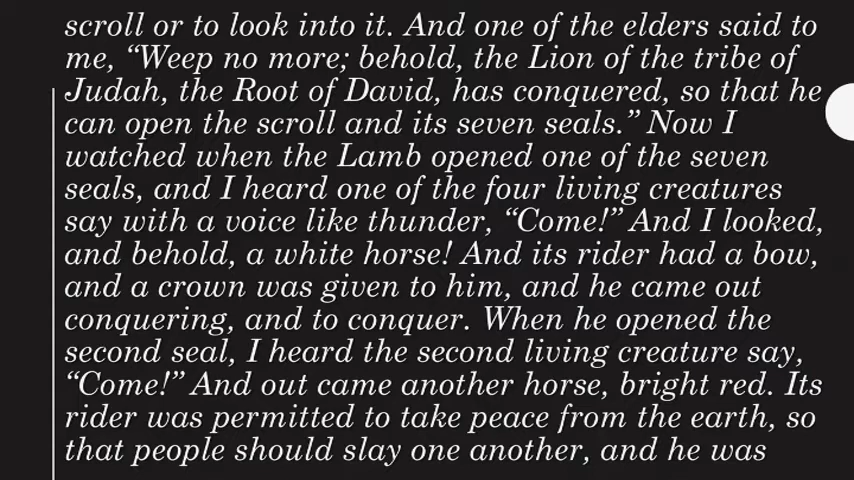 scroll or to look into it. And one of the elders said to
me, “Weep no more; behold, the Lion of the tribe of
Judah, the Root of David, has conquered, so that he
can open the scroll and its seven seals.” Now I
watched when the Lamb opened one of the seven
seals, and I heard one of the four living creatures
say with a voice like thunder, “Come!” And I looked,
and behold, a white horse! And its rider had a bow,
and a crown was given to him, and he came out
conquering, and to conquer. When he opened the
second seal, I heard the second living creature say,
“Come!” And out came another horse, bright red. Its
rider was permitted to take peace from the earth, so
that people should slay one another, and he was